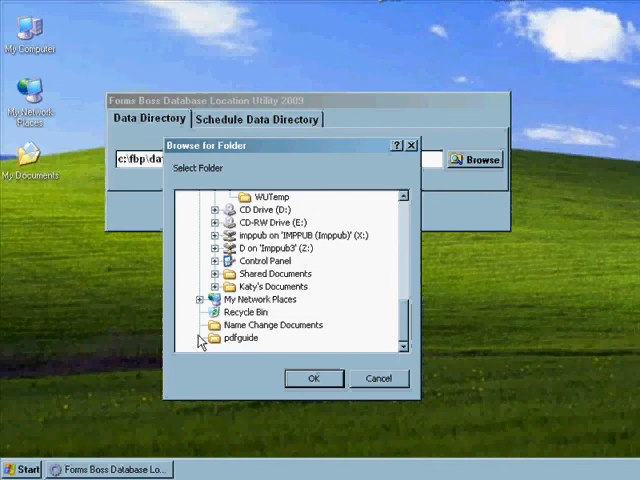 My Computer
My Network
Places
My Documents
Forms Boss Database Location Utility 2009
Data Directory
Schedule Data Directory
Browse for Folder
Select Folder
Browse
WUTemp
CD Drive (D:)
CD-RW Drive (E:)
imppub on 'IMPPUB (Imppub)' (X:)
D on 'Imppub3' (Z:)
Control Panel
Shared Documents
Katy's Documents
My Network Places
Recycle Bin
Name Change Documents
pdfguide
OK
Cancel
Start
Forms Boss Database Lo...